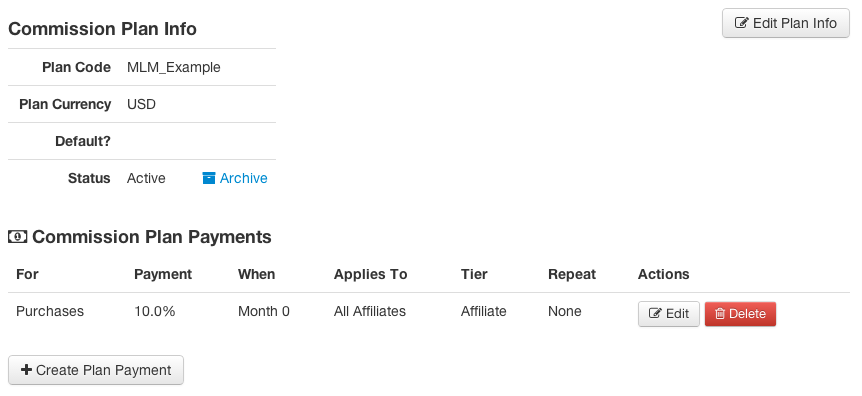 Commission Plan Info
Edit Plan Info
Plan Code MLM_Example
Plan Currency USD
Default?
Status Active Archive
Commission Plan Payments
For Payment When Applies To Tier Repeat Actions
Purchases 10.0% Month 0 All Affiliates Affiliate None Edit Delete
Create Plan Payment